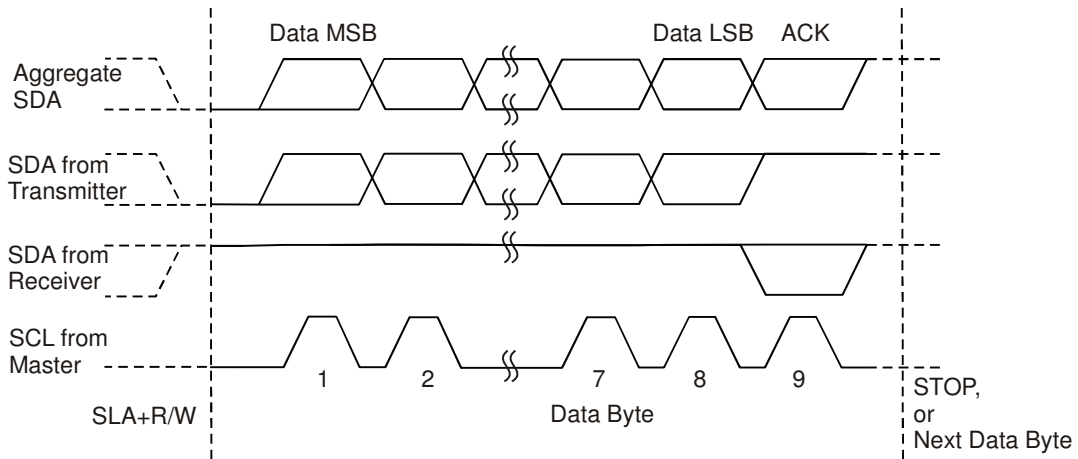 Data MSB
Data LSB
ACK
Aggregate
SDA
SDA from
Transmitter
SDA from
Receiver
SCL from
Master
1
2
7
8
9
SLA+R/W
Data Byte
STOP,
or
Next Data Byte